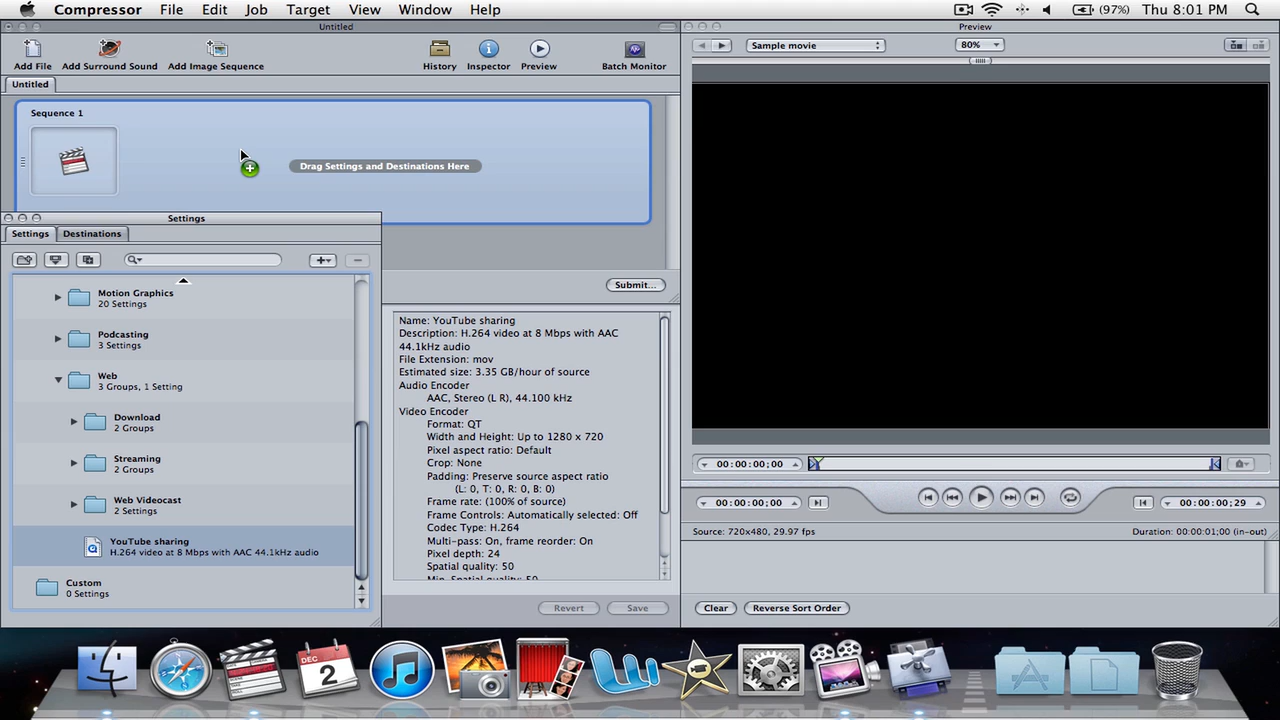 Compressor File Edit Job Target View Window Help (97%) Thu 8:01 PM
Untitled
Add File Add Surround Sound Add Image Sequence History Inspector Preview Batch Monitor
Untitled
Sequence 1
Drag Settings and Destinations Here
Submit...
Settings
Settings Destinations
Motion Graphics
20 Settings
Podcasting
3 Settings
Web
3 Groups, 1 Setting
Download
2 Groups
Streaming
2 Groups
Web Videocast
2 Settings
YouTube sharing
H.264 video at 8 Mbps with AAC 44.1kHz audio
Custom
0 Settings
Name: YouTube sharing
Description: H.264 video at 8 Mbps with AAC
44.1kHz audio
File Extension: mov
Estimated size: 3.35 GB/hour of source
Audio Encoder
AAC, Stereo (L R), 44.100 kHz
Video Encoder
Format: QT
Width and Height: Up to 1280 x 720
Pixel aspect ratio: Default
Crop: None
Padding: Preserve source aspect ratio
(L: 0, T: 0, R: 0, B: 0)
Frame rate: (100% of source)
Frame Controls: Automatically selected: Off
Codec Type: H.264
Multi-pass: On, frame reorder: On
Pixel depth: 24
Spatial quality: 50
Min. Spatial quality: 50
Revert Save
Preview
Sample movie 80%
00:00:00;00
00:00:00;00 00:00:00;29
Source: 720x480, 29.97 fps Duration: 00:00:01;00 (in-out)
Clear Reverse Sort Order
DEC
2